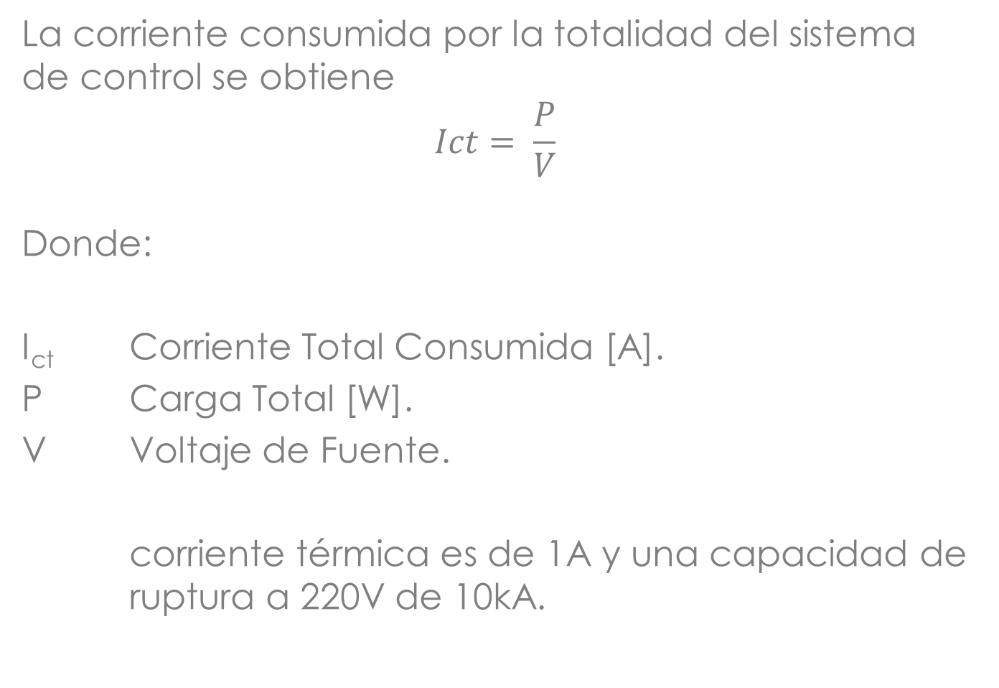 La corriente consumida por la totalidad del sistema
de control se obtiene
Ict = P/V
Donde:
I_ct Corriente Total Consumida [A].
P Carga Total [W].
V Voltaje de Fuente.
corriente térmica es de 1A y una capacidad de
ruptura a 220V de 10kA.